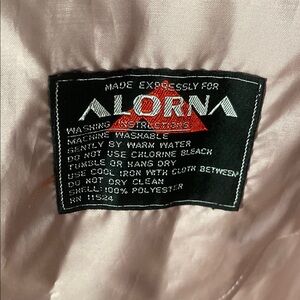 MADE EXPRESSLY FOR
ALORNA
WASHING INSTRUCTIONS
MACHINE WASHABLE
GENTLY BY WARM WATER
DO NOT USE CHLORINE BLEACH
TUMBLE OR HANG DRY
USE COOL IRON WITH CLOTH BETWEEN
DO NOT DRY CLEAN
SHELL:100% POLYESTER
RN 11524